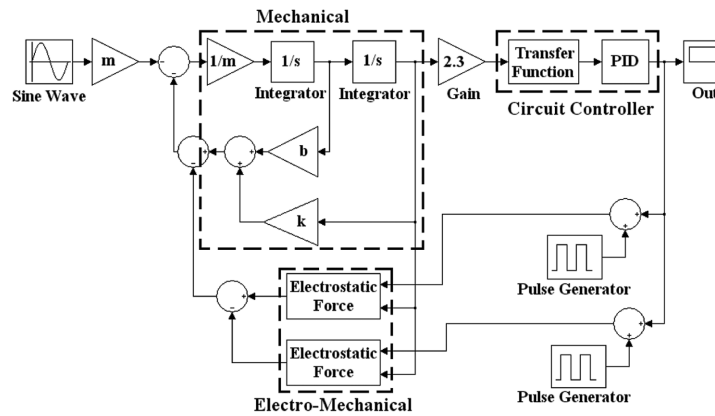 Mechanical
m
1/m
1/s
1/s
2.3
Transfer
Function
PID
Sine Wave
Integrator
Integrator
Gain
Circuit Controller
Out
b
k
Pulse Generator
Electrostatic
Force
Electrostatic
Force
Pulse Generator
Electro-Mechanical